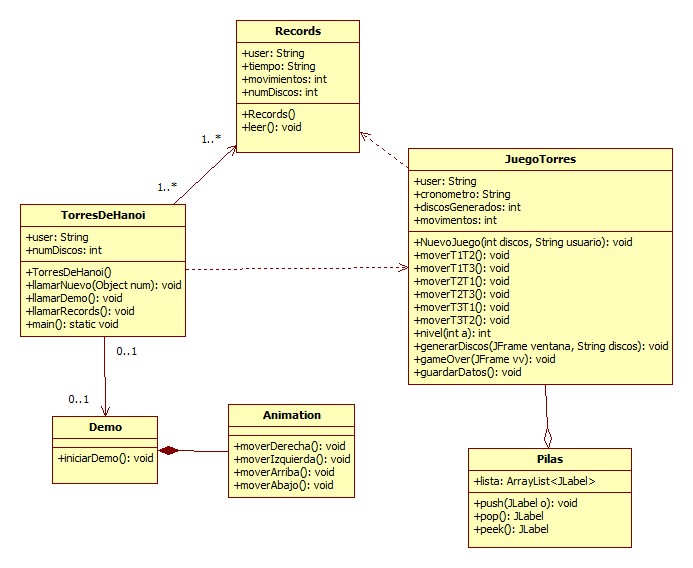 Records
+user: String
+tiempo: String
+movimientos: int
+numDiscos: int
+Records()
+leer(): void
1..*
1..*
JuegoTorres
+user: String
+cronometro: String
+discosGenerados: int
+movimentos: int
+NuevoJuego(int discos, String usuario): void
+moverT1T2(): void
+moverT1T3(): void
+moverT2T1(): void
+moverT2T3(): void
+moverT3T1(): void
+moverT3T2(): void
+nivel(int a): int
+generarDiscos(JFrame ventana, String discos): void
+gameOver(JFrame vv): void
+guardarDatos(): void
TorresDeHanoi
+user: String
+numDiscos: int
+TorresDeHanoi()
+llamarNuevo(Object num): void
+llamarDemo(): void
+llamarRecords(): void
+main(): static void
0..1
0..1
Demo
+iniciarDemo(): void
Animation
+moverDerecha(): void
+moverIzquierda(): void
+moverArriba(): void
+moverAbajo(): void
Pilas
+lista: ArrayList<JLabel>
+push(JLabel o): void
+pop(): JLabel
+peek(): JLabel